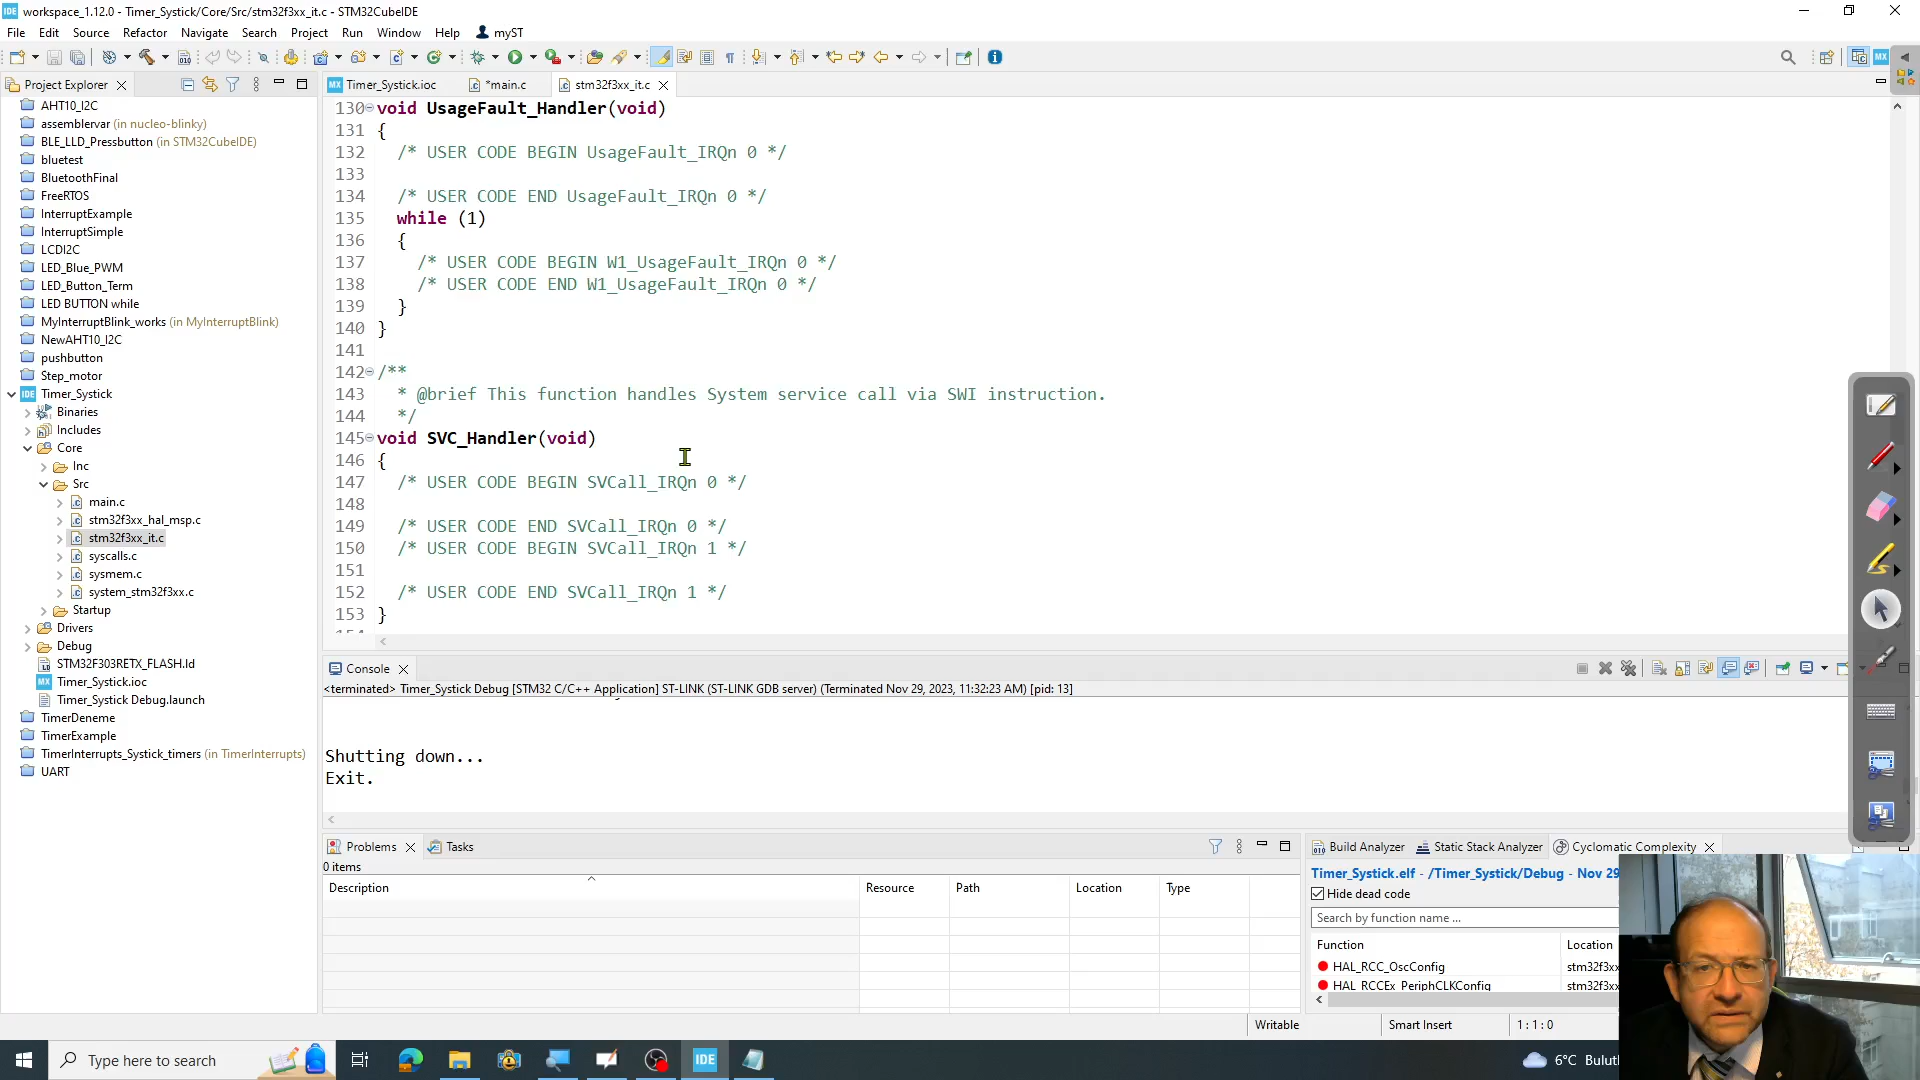 IDE workspace_1.12.0 - Timer_Systick/Core/Src/stm32f3xx_it.c - STM32CubeIDE
File Edit Source Refactor Navigate Search Project Run Window Help myST
Project Explorer
AHT10_I2C
assemblervar (in nucleo-blinky)
BLE_LLD_Pressbutton (in STM32CubeIDE)
bluetest
BluetoothFinal
FreeRTOS
InterruptExample
InterruptSimple
LCDI2C
LED_Blue_PWM
LED_Button_Term
LED BUTTON while
MyInterruptBlink_works (in MyInterruptBlink)
NewAHT10_I2C
pushbutton
Step_motor
IDE Timer_Systick
Binaries
Includes
Core
Inc
Src
main.c
stm32f3xx_hal_msp.c
stm32f3xx_it.c
syscalls.c
sysmem.c
system_stm32f3xx.c
Startup
Drivers
Debug
STM32F303RETX_FLASH.ld
MX Timer_Systick.ioc
Timer_Systick Debug.launch
TimerDeneme
TimerExample
TimerInterrupts_Systick_timers (in TimerInterrupts)
UART
MX Timer_Systick.ioc *main.c stm32f3xx_it.c
130 void UsageFault_Handler(void)
131 {
132 /* USER CODE BEGIN UsageFault_IRQn 0 */
133
134 /* USER CODE END UsageFault_IRQn 0 */
135 while (1)
136 {
137 /* USER CODE BEGIN W1_UsageFault_IRQn 0 */
138 /* USER CODE END W1_UsageFault_IRQn 0 */
139 }
140 }
141
142 /**
143 * @brief This function handles System service call via SWI instruction.
144 */
145 void SVC_Handler(void)
146 {
147 /* USER CODE BEGIN SVCall_IRQn 0 */
148
149 /* USER CODE END SVCall_IRQn 0 */
150 /* USER CODE BEGIN SVCall_IRQn 1 */
151
152 /* USER CODE END SVCall_IRQn 1 */
153 }
Console
<terminated> Timer_Systick Debug [STM32 C/C++ Application] ST-LINK (ST-LINK GDB server) (Terminated Nov 29, 2023, 11:32:23 AM) [pid: 13]
Shutting down...
Exit.
Problems Tasks
0 items
Description Resource Path Location Type
Build Analyzer Static Stack Analyzer Cyclomatic Complexity
Timer_Systick.elf - /Timer_Systick/Debug - Nov 29
Hide dead code
Search by function name ...
Function Location
HAL_RCC_OscConfig stm32f3xx
HAL_RCCEx_PeriphCLKConfig stm32f3xx
Writable Smart Insert 1 : 1 : 0
Type here to search
IDE
6°C Bulut